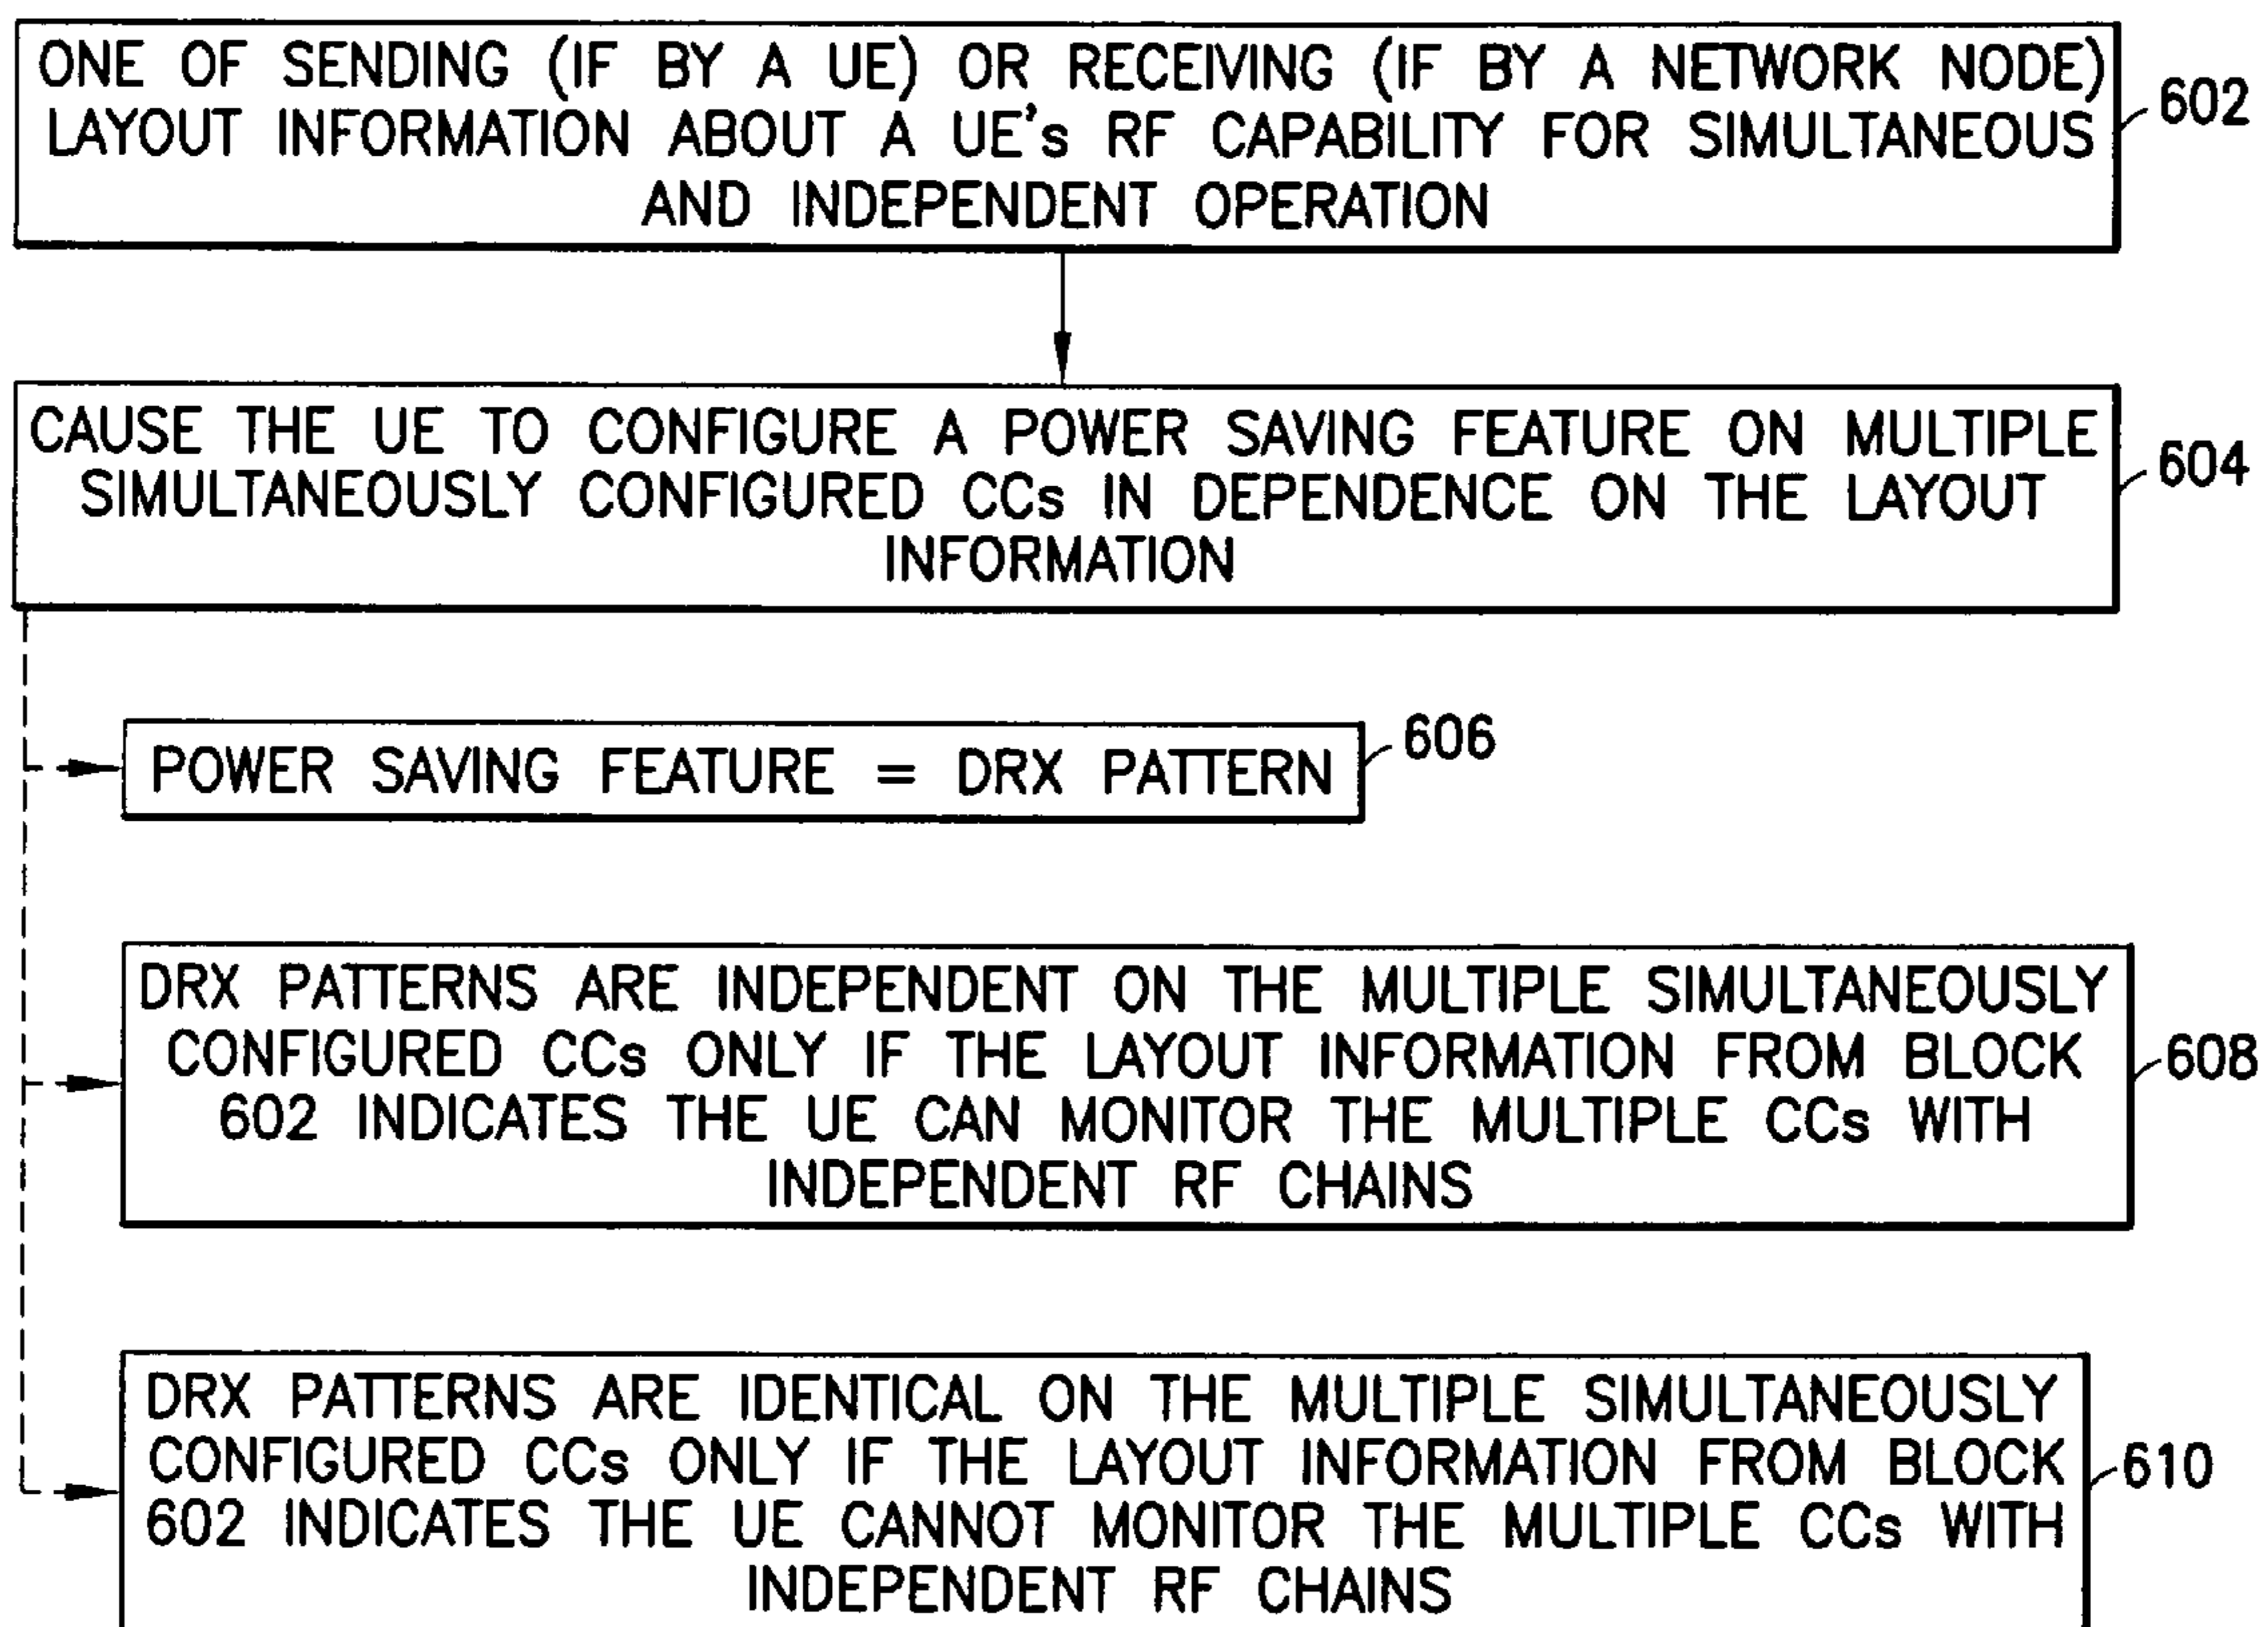 ONE OF SENDING (IF BY A UE) OR RECEIVING (IF BY A NETWORK NODE)
LAYOUT INFORMATION ABOUT A UE's RF CAPABILITY FOR SIMULTANEOUS
AND INDEPENDENT OPERATION
602
CAUSE THE UE TO CONFIGURE A POWER SAVING FEATURE ON MULTIPLE
SIMULTANEOUSLY CONFIGURED CCs IN DEPENDENCE ON THE LAYOUT
INFORMATION
604
POWER SAVING FEATURE = DRX PATTERN
606
DRX PATTERNS ARE INDEPENDENT ON THE MULTIPLE SIMULTANEOUSLY
CONFIGURED CCs ONLY IF THE LAYOUT INFORMATION FROM BLOCK
602 INDICATES THE UE CAN MONITOR THE MULTIPLE CCs WITH
INDEPENDENT RF CHAINS
608
DRX PATTERNS ARE IDENTICAL ON THE MULTIPLE SIMULTANEOUSLY
CONFIGURED CCs ONLY IF THE LAYOUT INFORMATION FROM BLOCK
602 INDICATES THE UE CANNOT MONITOR THE MULTIPLE CCs WITH
INDEPENDENT RF CHAINS
610